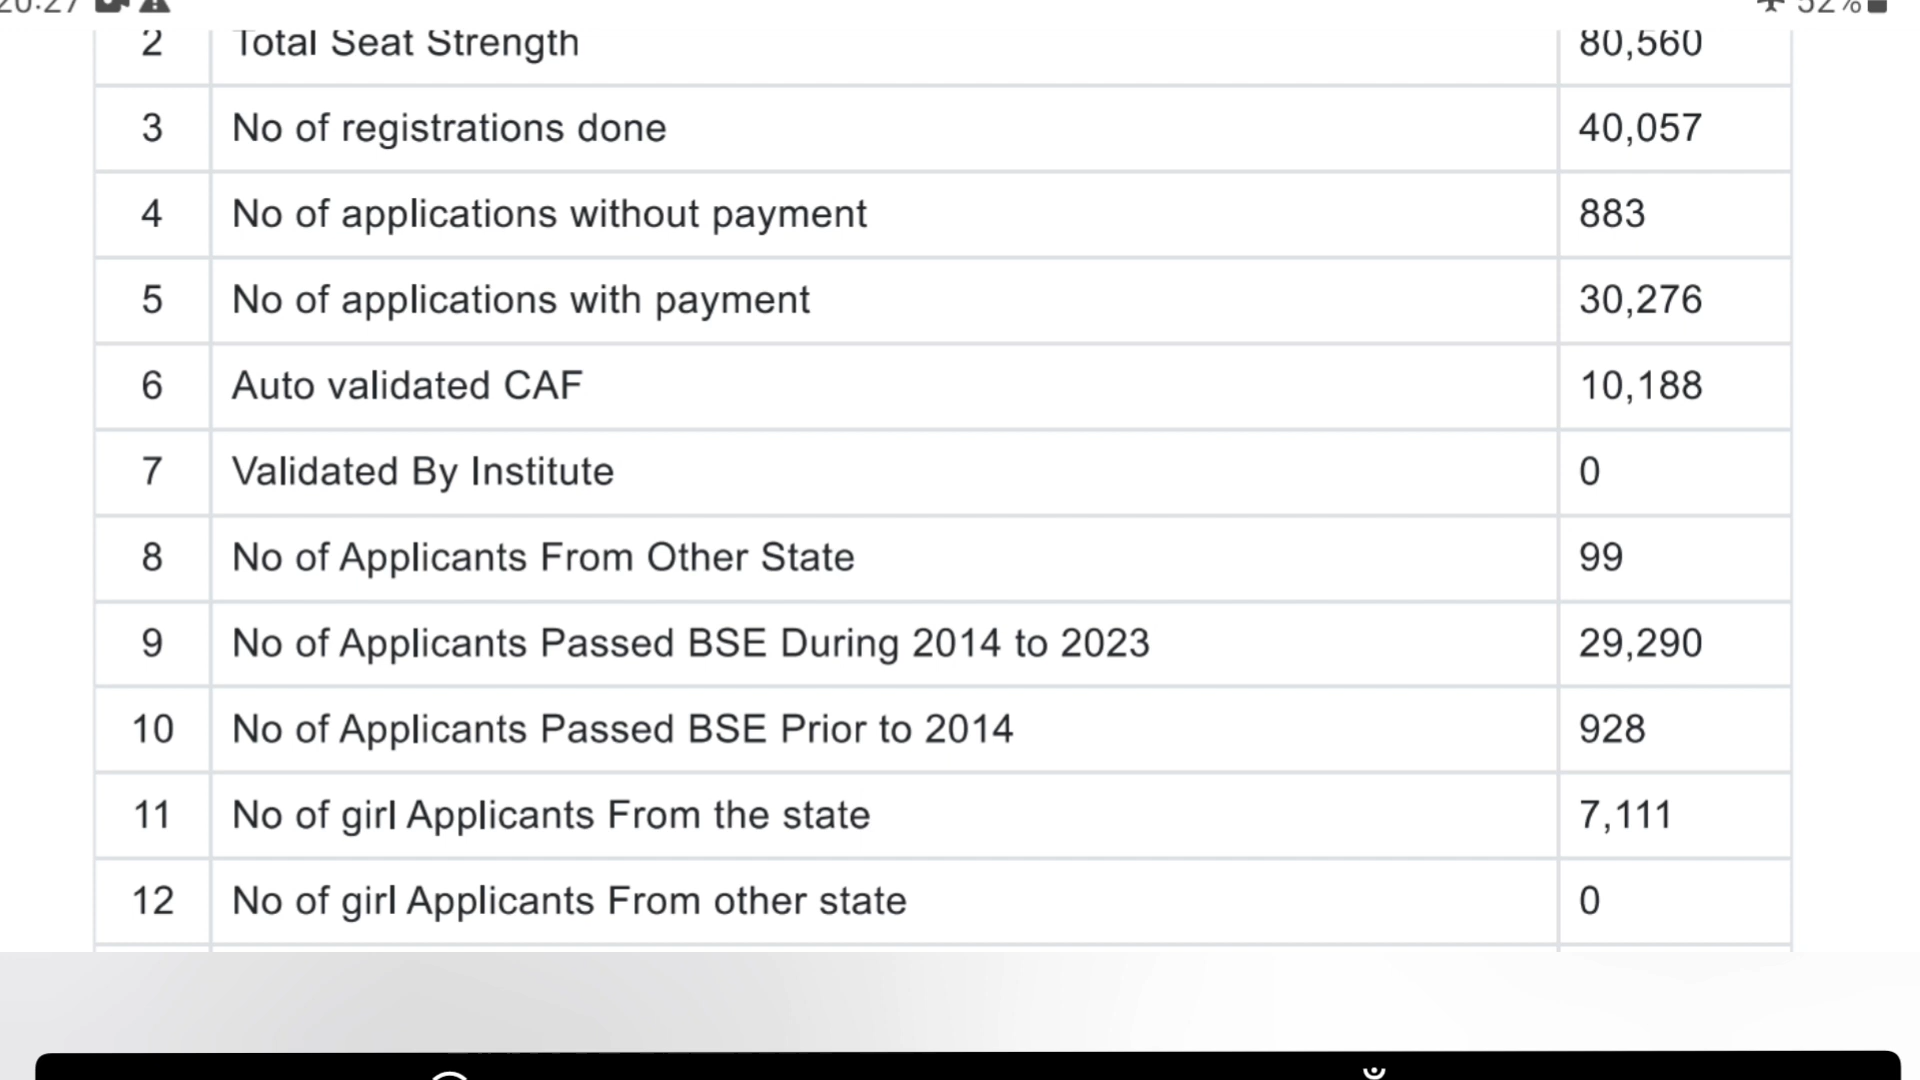 20:27 52%
2 Total Seat Strength 80,560
3 No of registrations done 40,057
4 No of applications without payment 883
5 No of applications with payment 30,276
6 Auto validated CAF 10,188
7 Validated By Institute 0
8 No of Applicants From Other State 99
9 No of Applicants Passed BSE During 2014 to 2023 29,290
10 No of Applicants Passed BSE Prior to 2014 928
11 No of girl Applicants From the state 7,111
12 No of girl Applicants From other state 0